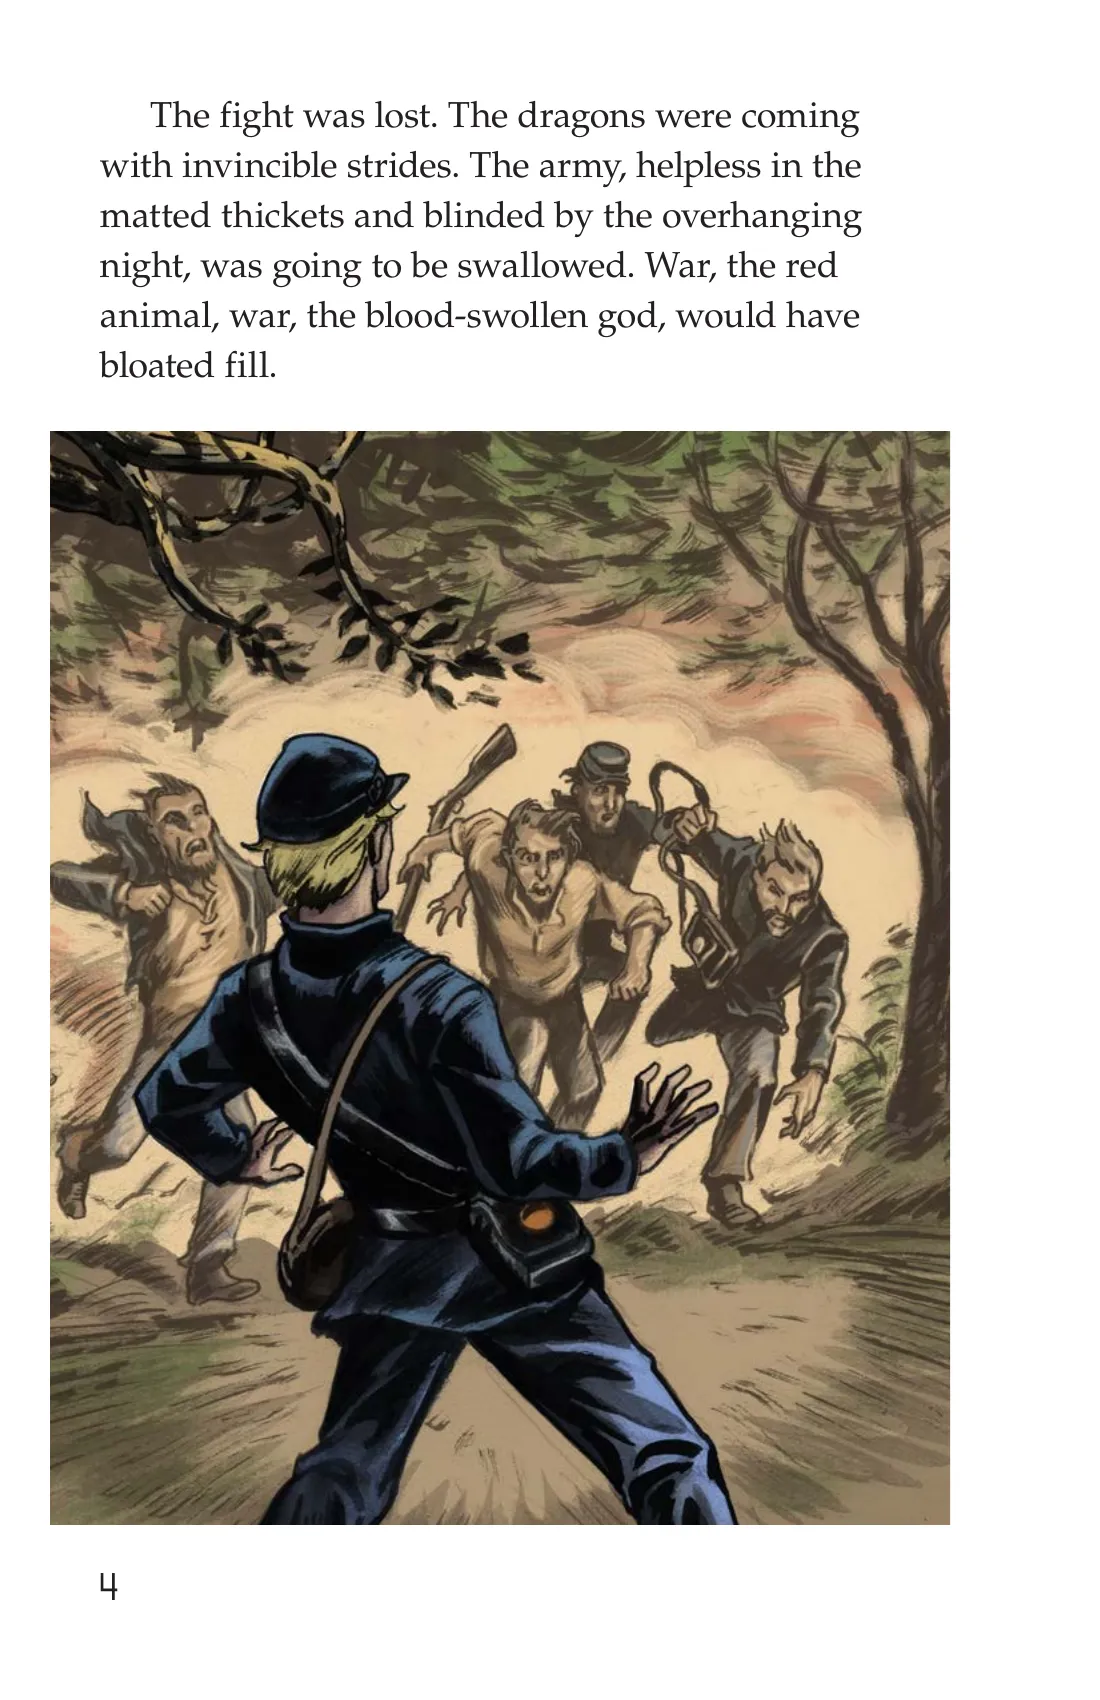 The fight was lost. The dragons were coming
with invincible strides. The army, helpless in the
matted thickets and blinded by the overhanging
night, was going to be swallowed. War, the red
animal, war, the blood-swollen god, would have
bloated fill.
4